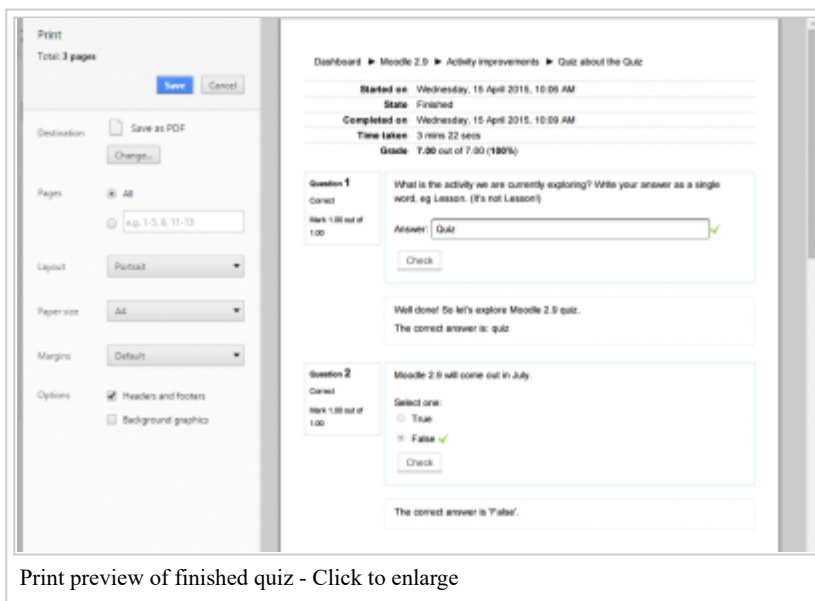 Print
Total: 3 pages
Save Cancel
Destination Save as PDF
Change...
Pages All
e.g. 1-5, 8, 11-13
Layout Portrait
Paper size A4
Margins Default
Options Headers and footers
Background graphics
Dashboard ► Moodle 2.9 ► Activity improvements ► Quiz about the Quiz
Started on Wednesday, 15 April 2015, 10:06 AM
State Finished
Completed on Wednesday, 15 April 2015, 10:09 AM
Time taken 3 mins 22 secs
Grade 7.00 out of 7.00 (100%)
Question 1
Correct
Mark 1.00 out of
1.00
What is the activity we are currently exploring? Write your answer as a single
word, eg Lesson. (It's not Lesson!)
Answer: Quiz
Check
Well done! So let's explore Moodle 2.9 quiz.
The correct answer is: quiz
Question 2
Correct
Mark 1.00 out of
1.00
Moodle 2.9 will come out in July.
Select one:
True
False
Check
The correct answer is 'False'.
Print preview of finished quiz - Click to enlarge